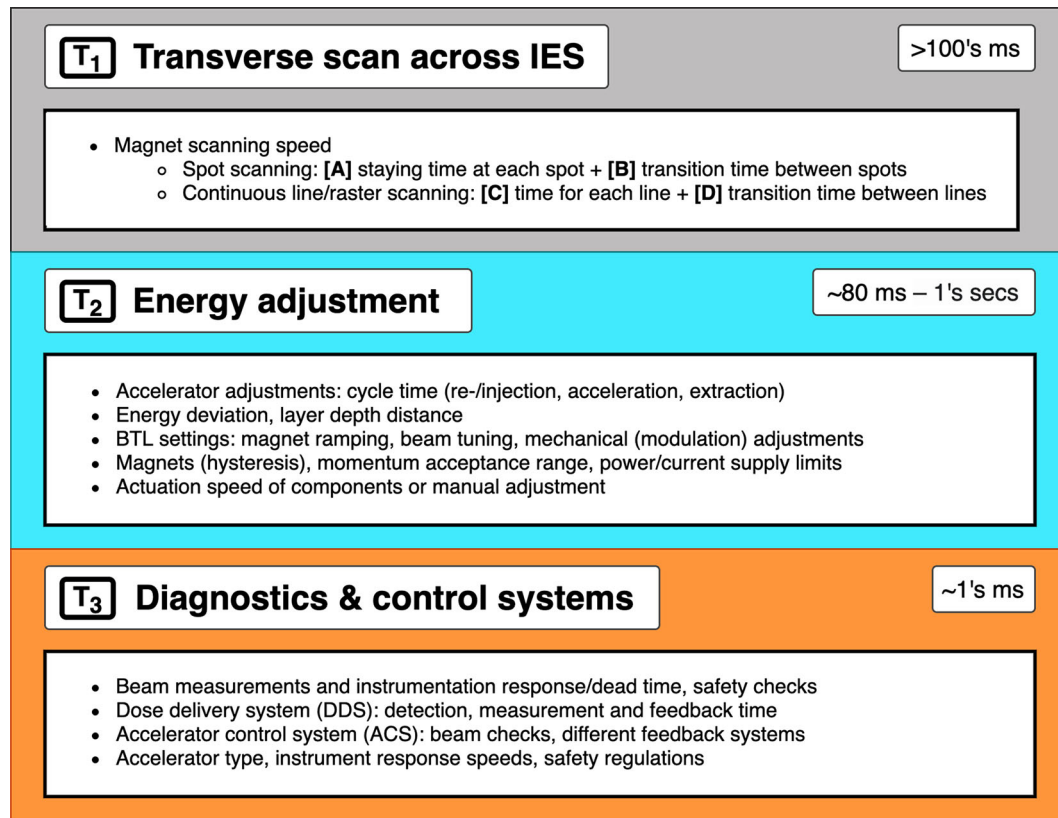 T1 Transverse scan across IES
>100's ms
• Magnet scanning speed
○ Spot scanning: [A] staying time at each spot + [B] transition time between spots
○ Continuous line/raster scanning: [C] time for each line + [D] transition time between lines
T2 Energy adjustment
~80 ms – 1's secs
• Accelerator adjustments: cycle time (re-/injection, acceleration, extraction)
• Energy deviation, layer depth distance
• BTL settings: magnet ramping, beam tuning, mechanical (modulation) adjustments
• Magnets (hysteresis), momentum acceptance range, power/current supply limits
• Actuation speed of components or manual adjustment
T3 Diagnostics & control systems
~1's ms
• Beam measurements and instrumentation response/dead time, safety checks
• Dose delivery system (DDS): detection, measurement and feedback time
• Accelerator control system (ACS): beam checks, different feedback systems
• Accelerator type, instrument response speeds, safety regulations